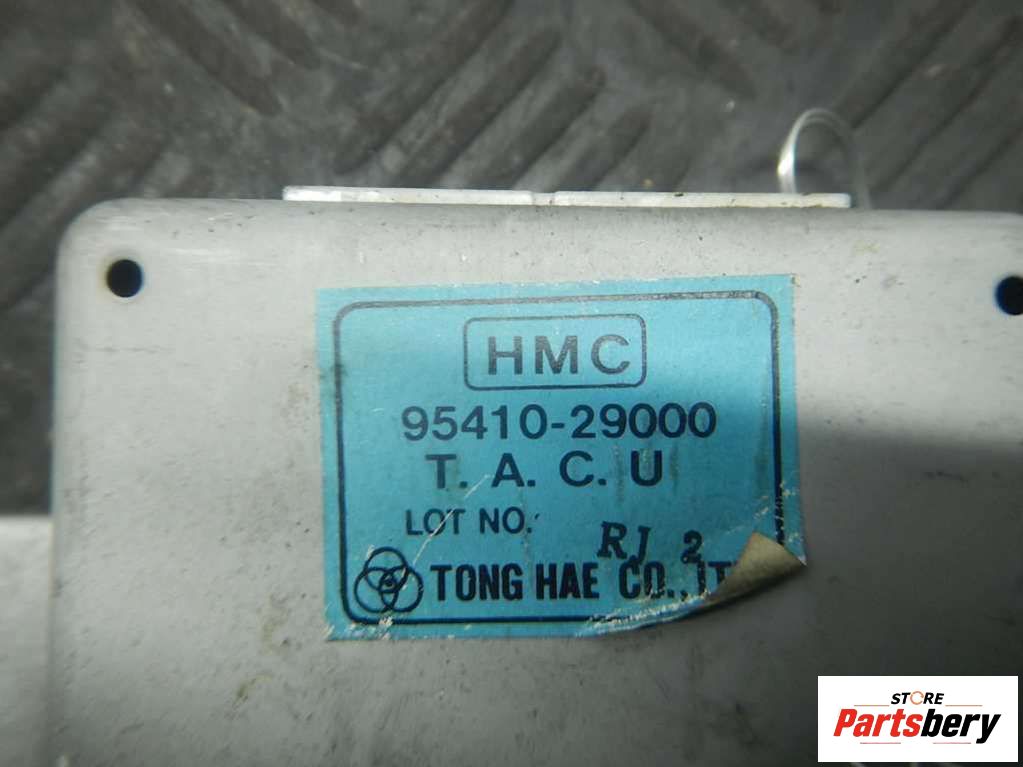 HMC
95410-29000
T. A. C. U
LOT NO. RJ 2
TONG HAE CO.,
STORE
Partsbery